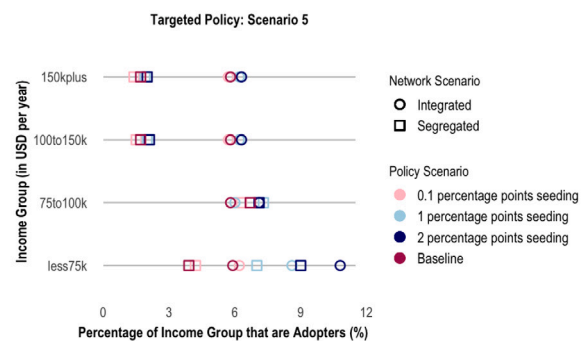 Targeted Policy: Scenario 5
Income Group (in USD per year)
150kplus
100to150k
75to100k
less75k
0 3 6 9 12
Percentage of Income Group that are Adopters (%)
Network Scenario
Integrated
Segregated
Policy Scenario
0.1 percentage points seeding
1 percentage points seeding
2 percentage points seeding
Baseline